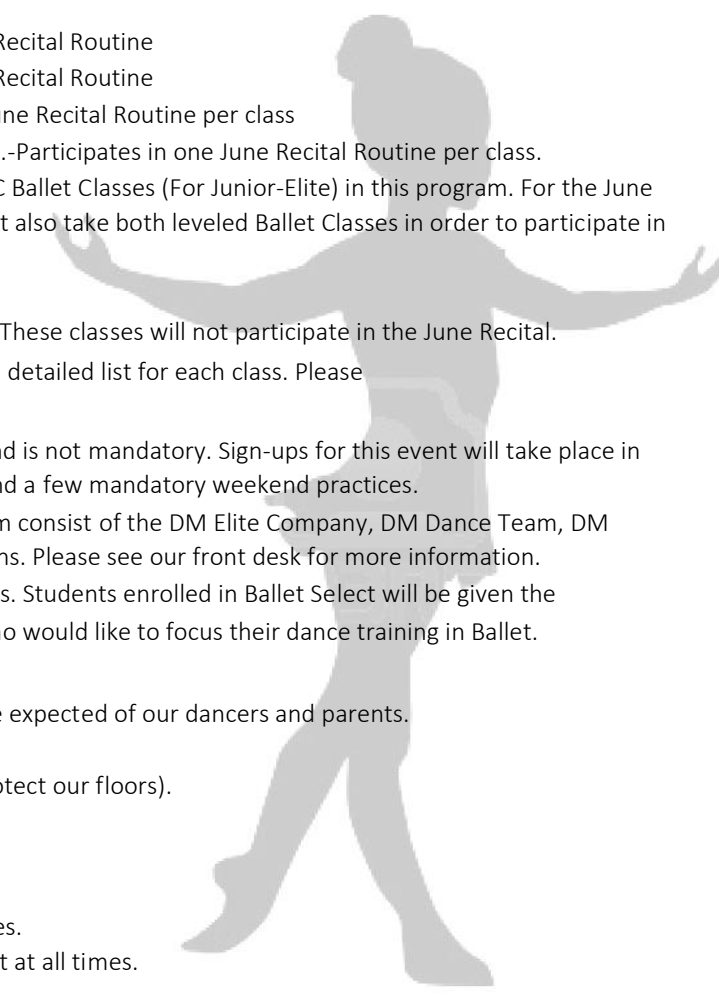 Recital Routine
Recital Routine
une Recital Routine per class
.-Participates in one June Recital Routine per class.
C Ballet Classes (For Junior-Elite) in this program. For the June
t also take both leveled Ballet Classes in order to participate in
These classes will not participate in the June Recital.
detailed list for each class. Please
nd is not mandatory. Sign-ups for this event will take place in
nd a few mandatory weekend practices.
m consist of the DM Elite Company, DM Dance Team, DM
ns. Please see our front desk for more information.
s. Students enrolled in Ballet Select will be given the
ho would like to focus their dance training in Ballet.
e expected of our dancers and parents.
otect our floors).
es.
t at all times.